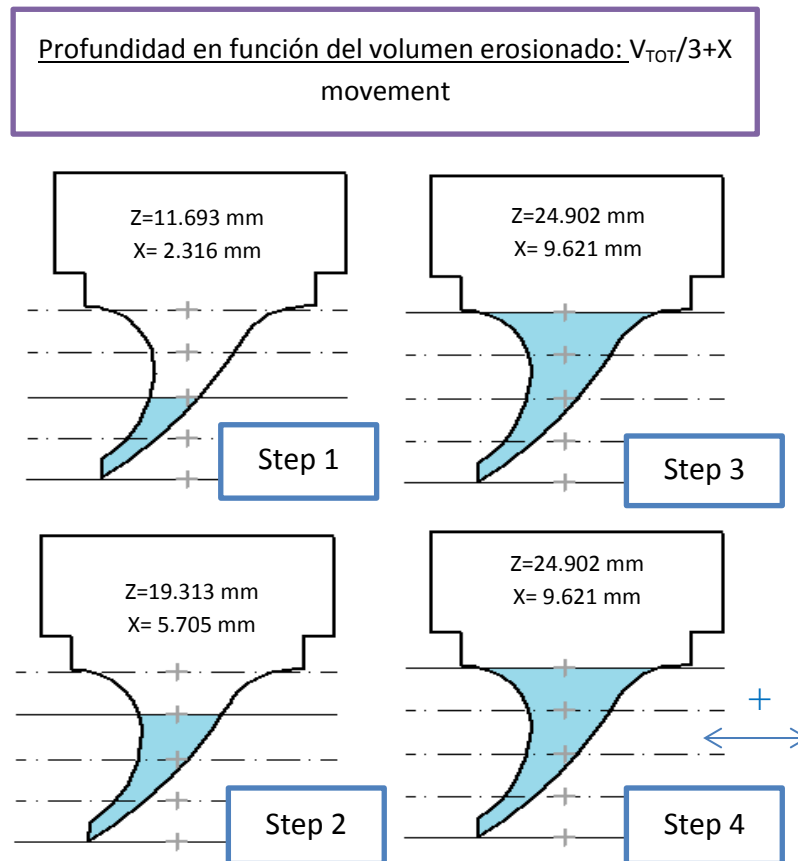 Profundidad en función del volumen erosionado: VTOT/3+X
movement
Z=11.693 mm
X= 2.316 mm
Step 1
Z=24.902 mm
X= 9.621 mm
Step 3
Z=19.313 mm
X= 5.705 mm
Step 2
Z=24.902 mm
X= 9.621 mm
+
Step 4